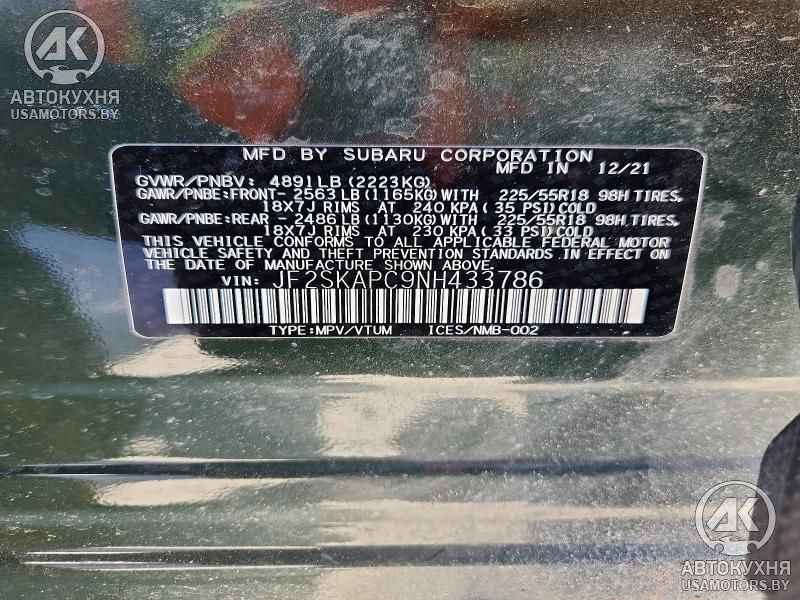 АК
АВТОКУХНЯ
USAMOTORS.BY
MFD BY SUBARU CORPORATION
MFD IN 12/21
GVWR/PNBV: 4891LB(2223KG)
GAWR/PNBE:FRONT- 2563LB(1165KG)WITH 225/55R18 98H TIRES,
18X7J RIMS AT 240 KPA(35 PSI)COLD
GAWR/PNBE:REAR - 2486LB(1130KG)WITH 225/55R18 98H TIRES,
18X7J RIMS AT 230 KPA(33 PSI)COLD
THIS VEHICLE CONFORMS TO ALL APPLICABLE FEDERAL MOTOR
VEHICLE SAFETY AND THEFT PREVENTION STANDARDS IN EFFECT ON
THE DATE OF MANUFACTURE SHOWN ABOVE.
VIN: JF2SKAPC9NH433786
TYPE:MPV/VTUM ICES/NMB-002
АК
АВТОКУХНЯ
USAMOTORS.BY